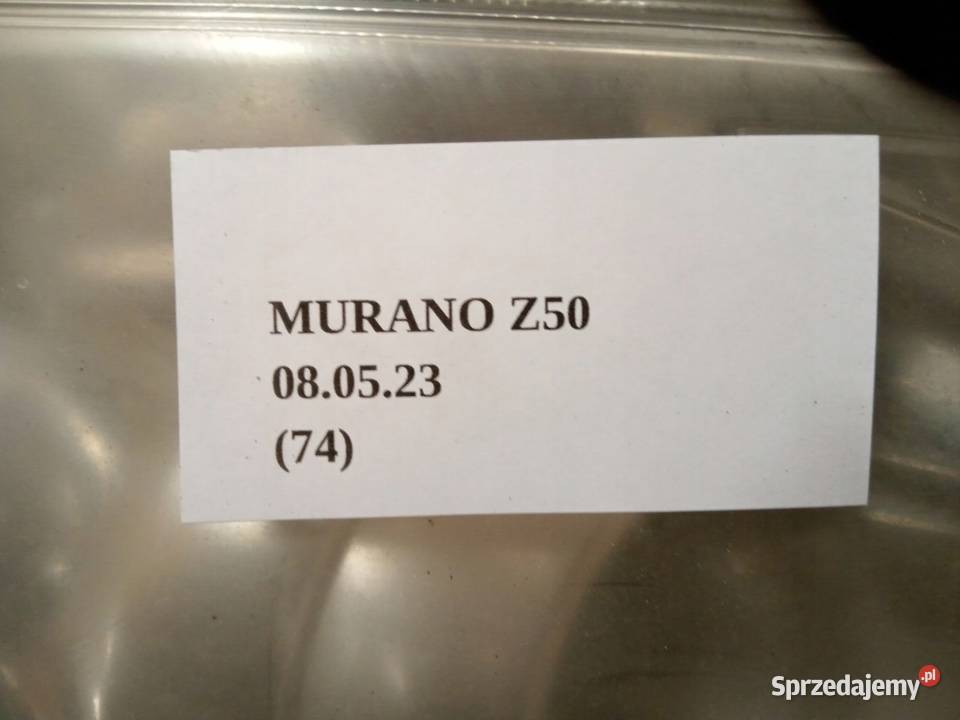 MURANO Z50
08.05.23
(74)
Sprzedajemy.pl